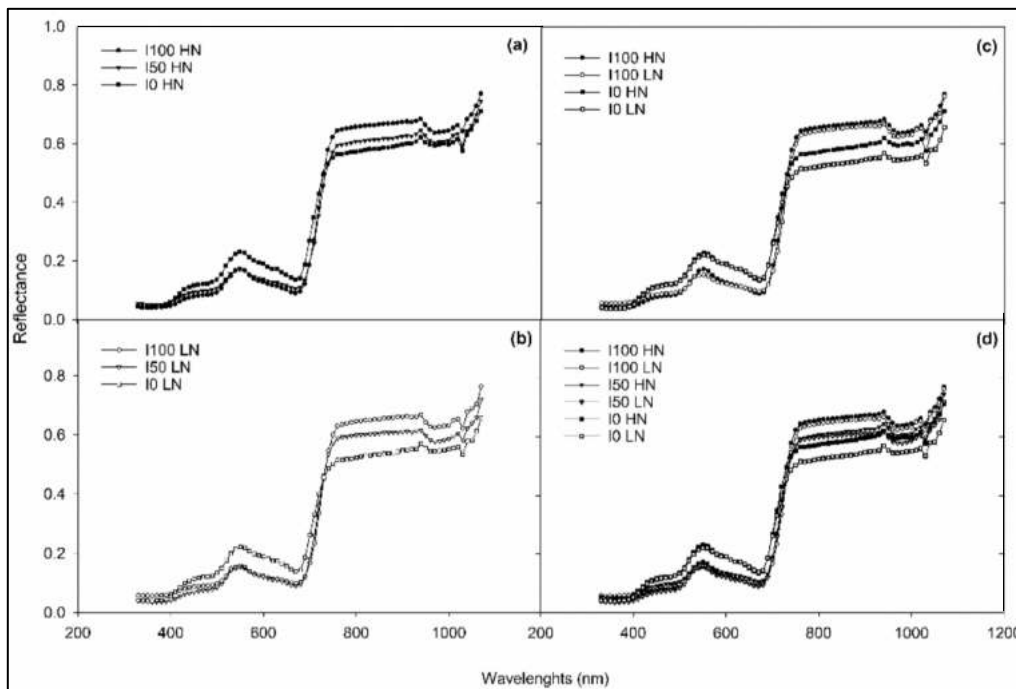 1.0
0.8
0.6
0.4
0.2
0.0
(a)
I100 HN
I50 HN
I0 HN
(c)
I100 HN
I100 LN
I0 HN
I0 LN
Reflectance
0.8
0.6
0.4
0.2
0.0
(b)
I100 LN
I50 LN
I0 LN
(d)
I100 HN
I100 LN
I50 HN
I50 LN
I0 HN
I0 LN
200 400 600 800 1000 200 400 600 800 1000 1200
Wavelenghts (nm)